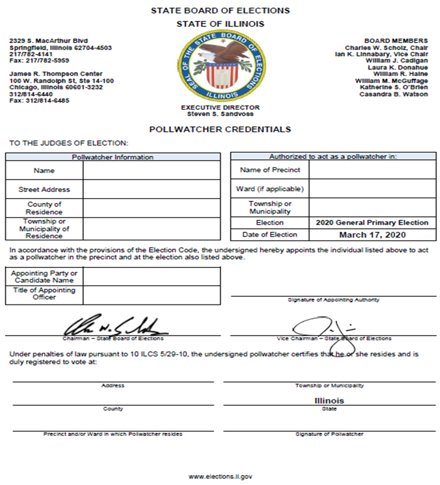 STATE BOARD OF ELECTIONS
STATE OF ILLINOIS
2329 S. MacArthur Blvd
Springfield, Illinois 62704-4503
217/782-4141
Fax: 217/782-5959
James R. Thompson Center
100 W. Randolph St, Ste 14-100
Chicago, Illinois 60601-3232
312/814-6440
Fax: 312/814-6485
STATE BOARD OF ELECTIONS
ILLINOIS
EXECUTIVE DIRECTOR
Steven S. Sandvoss
BOARD MEMBERS
Charles W. Scholz, Chair
Ian K. Linnabary, Vice Chair
William J. Cadigan
Laura K. Donahue
William R. Haine
William M. McGuffage
Katherine S. O'Brien
Casandra B. Watson
POLLWATCHER CREDENTIALS
TO THE JUDGES OF ELECTION:
Pollwatcher Information
Name
Street Address
County of
Residence
Township or
Municipality of
Residence
Authorized to act as a pollwatcher in:
Name of Precinct
Ward (if applicable)
Township or
Municipality
Election 2020 General Primary Election
Date of Election March 17, 2020
In accordance with the provisions of the Election Code, the undersigned hereby appoints the individual listed above to act
as a pollwatcher in the precinct and at the election also listed above.
Appointing Party or
Candidate Name
Title of Appointing
Officer
Signature of Appointing Authority
Chairman – State Board of Elections
Vice Chairman – State Board of Elections
Under penalties of law pursuant to 10 ILCS 5/29-10, the undersigned pollwatcher certifies that he or she resides and is
duly registered to vote at:
Address
Township or Municipality
Illinois
County
State
Precinct and/or Ward in which Pollwatcher resides
Signature of Pollwatcher
www.elections.il.gov